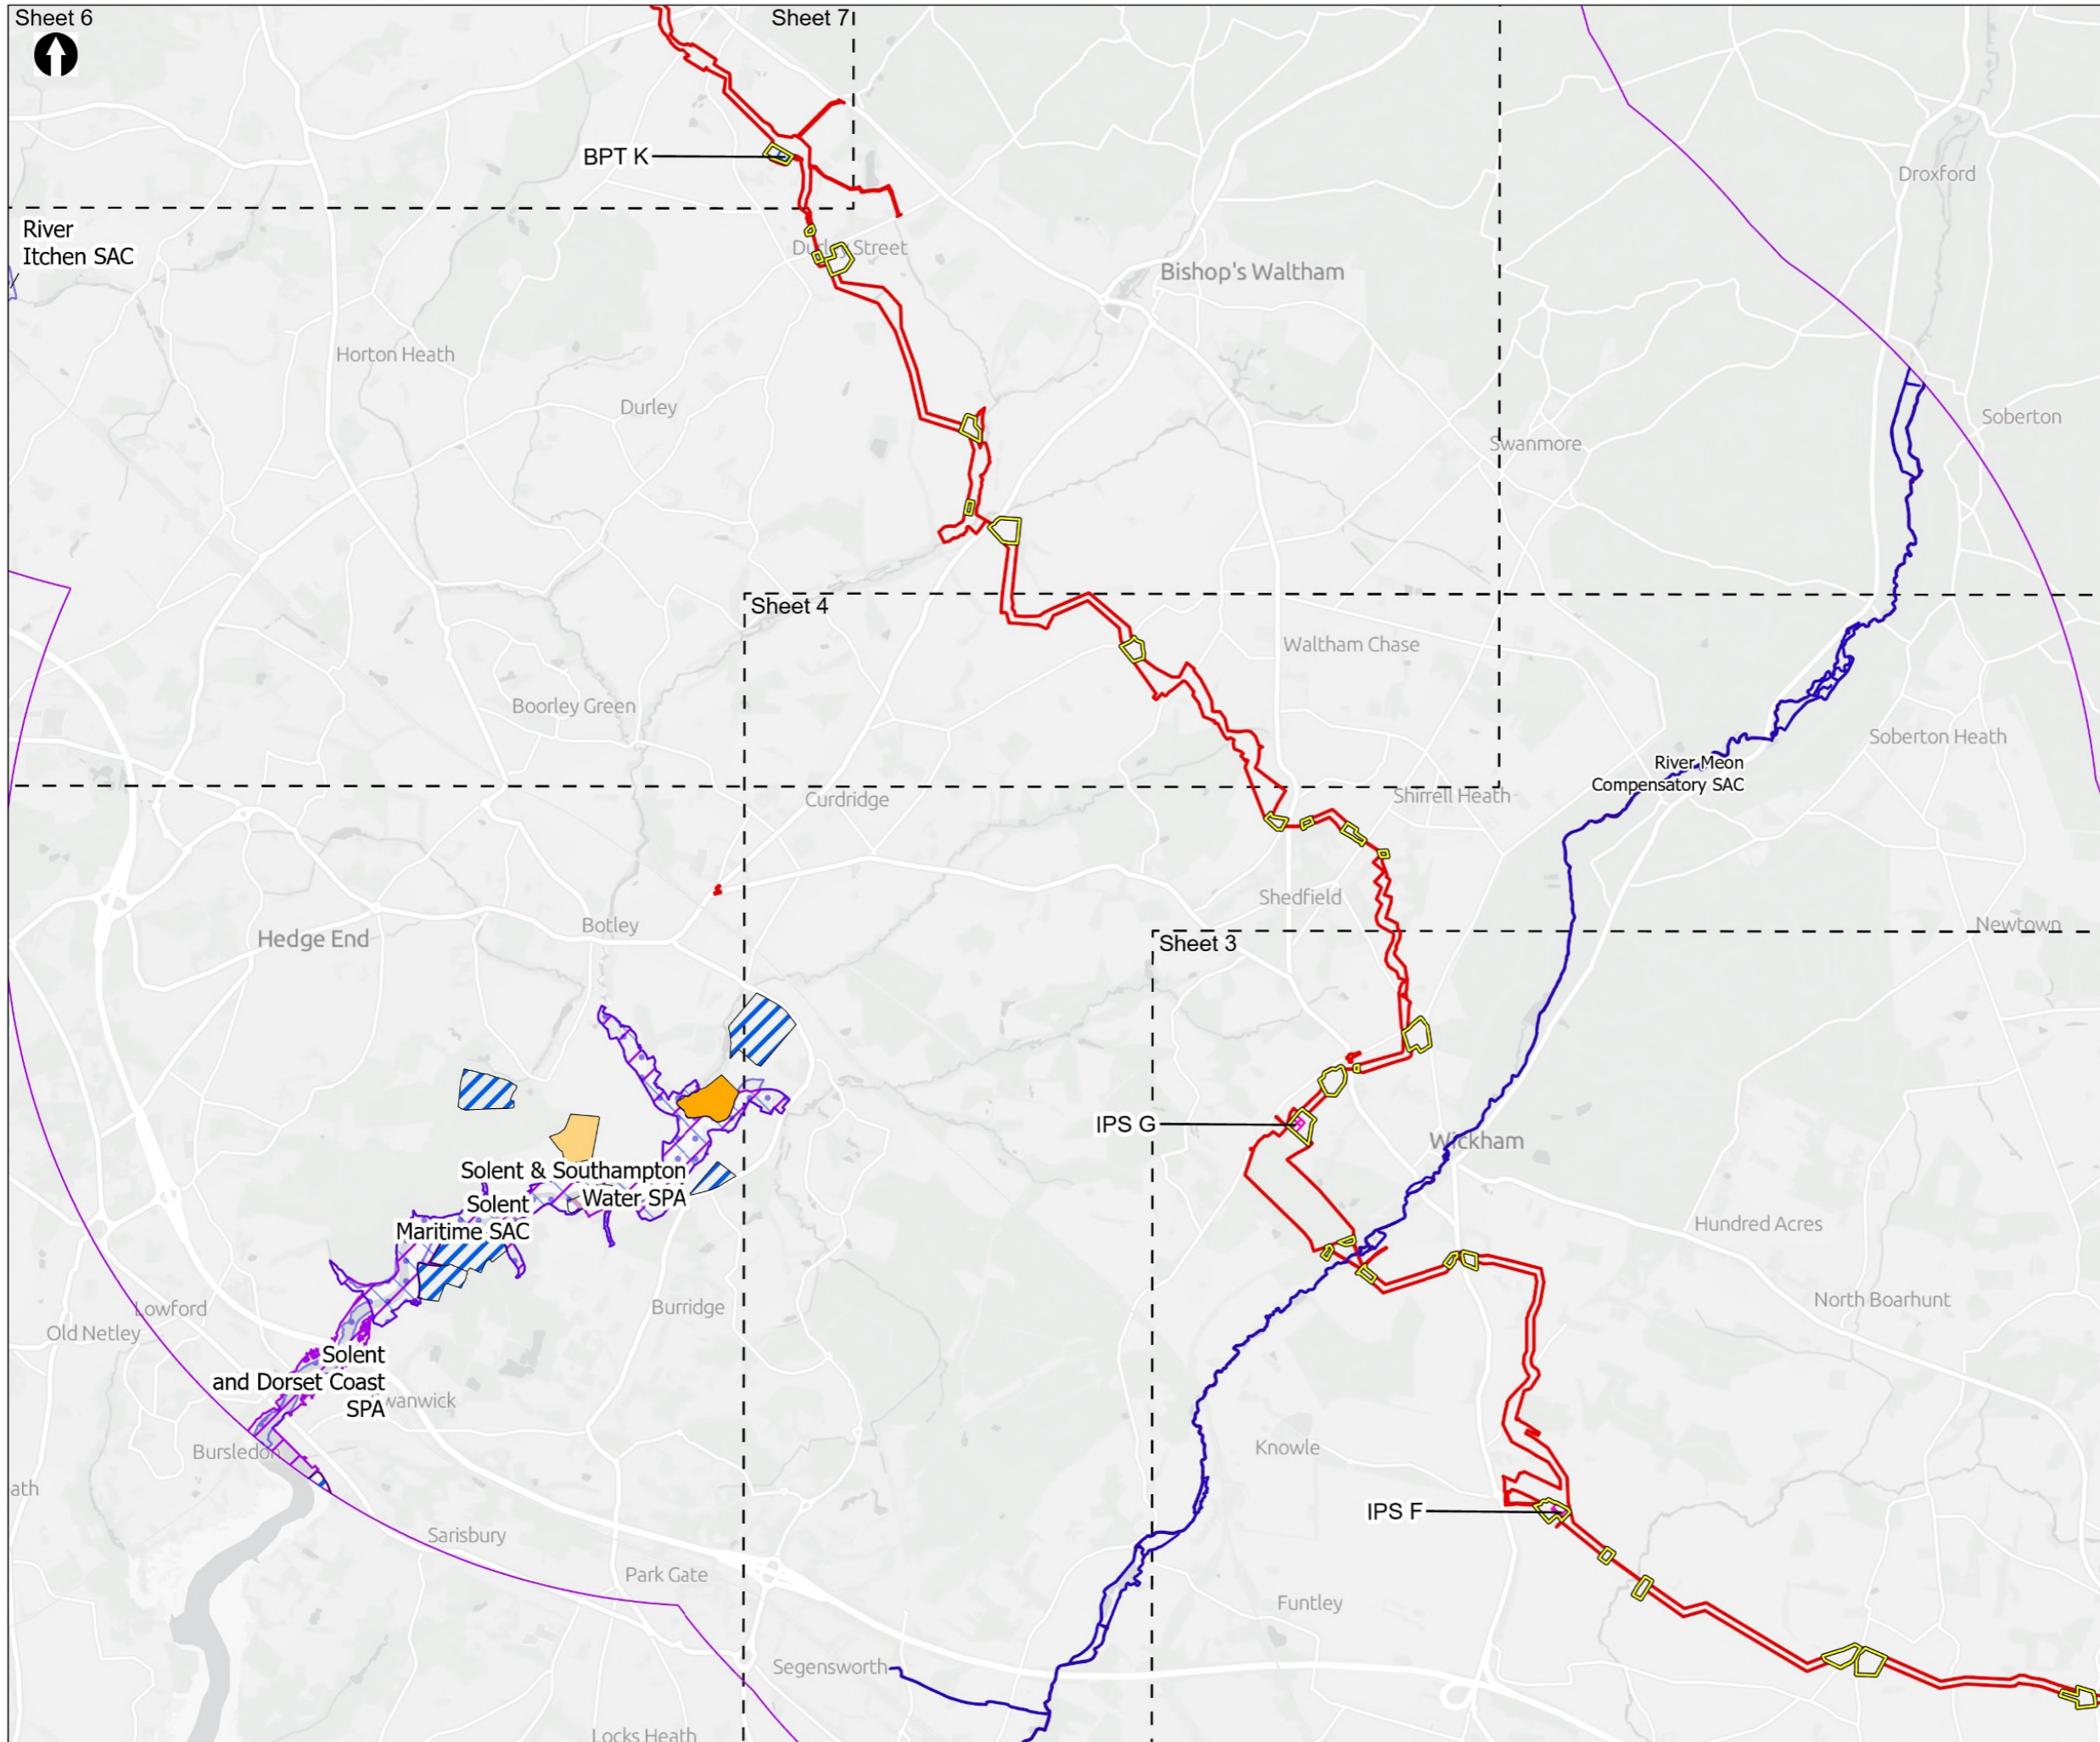 Sheet 6
Sheet 7
BPT K
Droxford
River
Itchen SAC
Durley Street
Bishop's Waltham
Horton Heath
Durley
Soberton
Swanmore
Sheet 4
Waltham Chase
Boorley Green
Soberton Heath
River Meon
Compensatory SAC
Curdridge
Shirrell Heath
Shedfield
Botley
Newtown
Hedge End
Sheet 3
IPS G
Wickham
Solent & Southampton
Water SPA
Solent
Maritime SAC
Hundred Acres
North Boarhunt
Lowford
Burridge
Old Netley
Solent
and Dorset Coast
SPA
wanwick
Bursledon
Knowle
ath
IPS F
Sarisbury
Park Gate
Funtley
Segensworth
Locks Heath